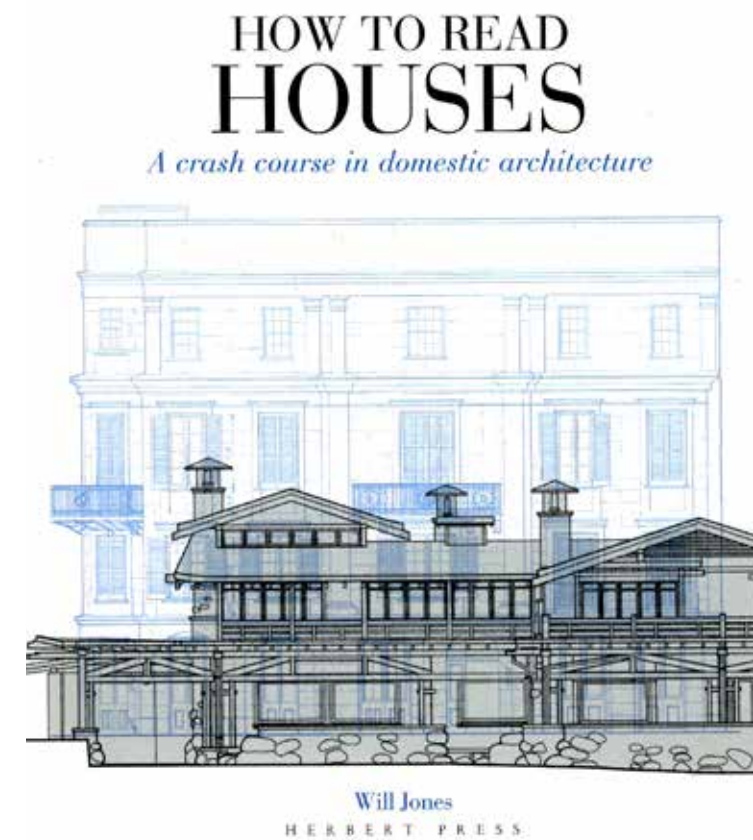 HOW TO READ
HOUSES
A crash course in domestic architecture
Will Jones
HERBERT PRESS